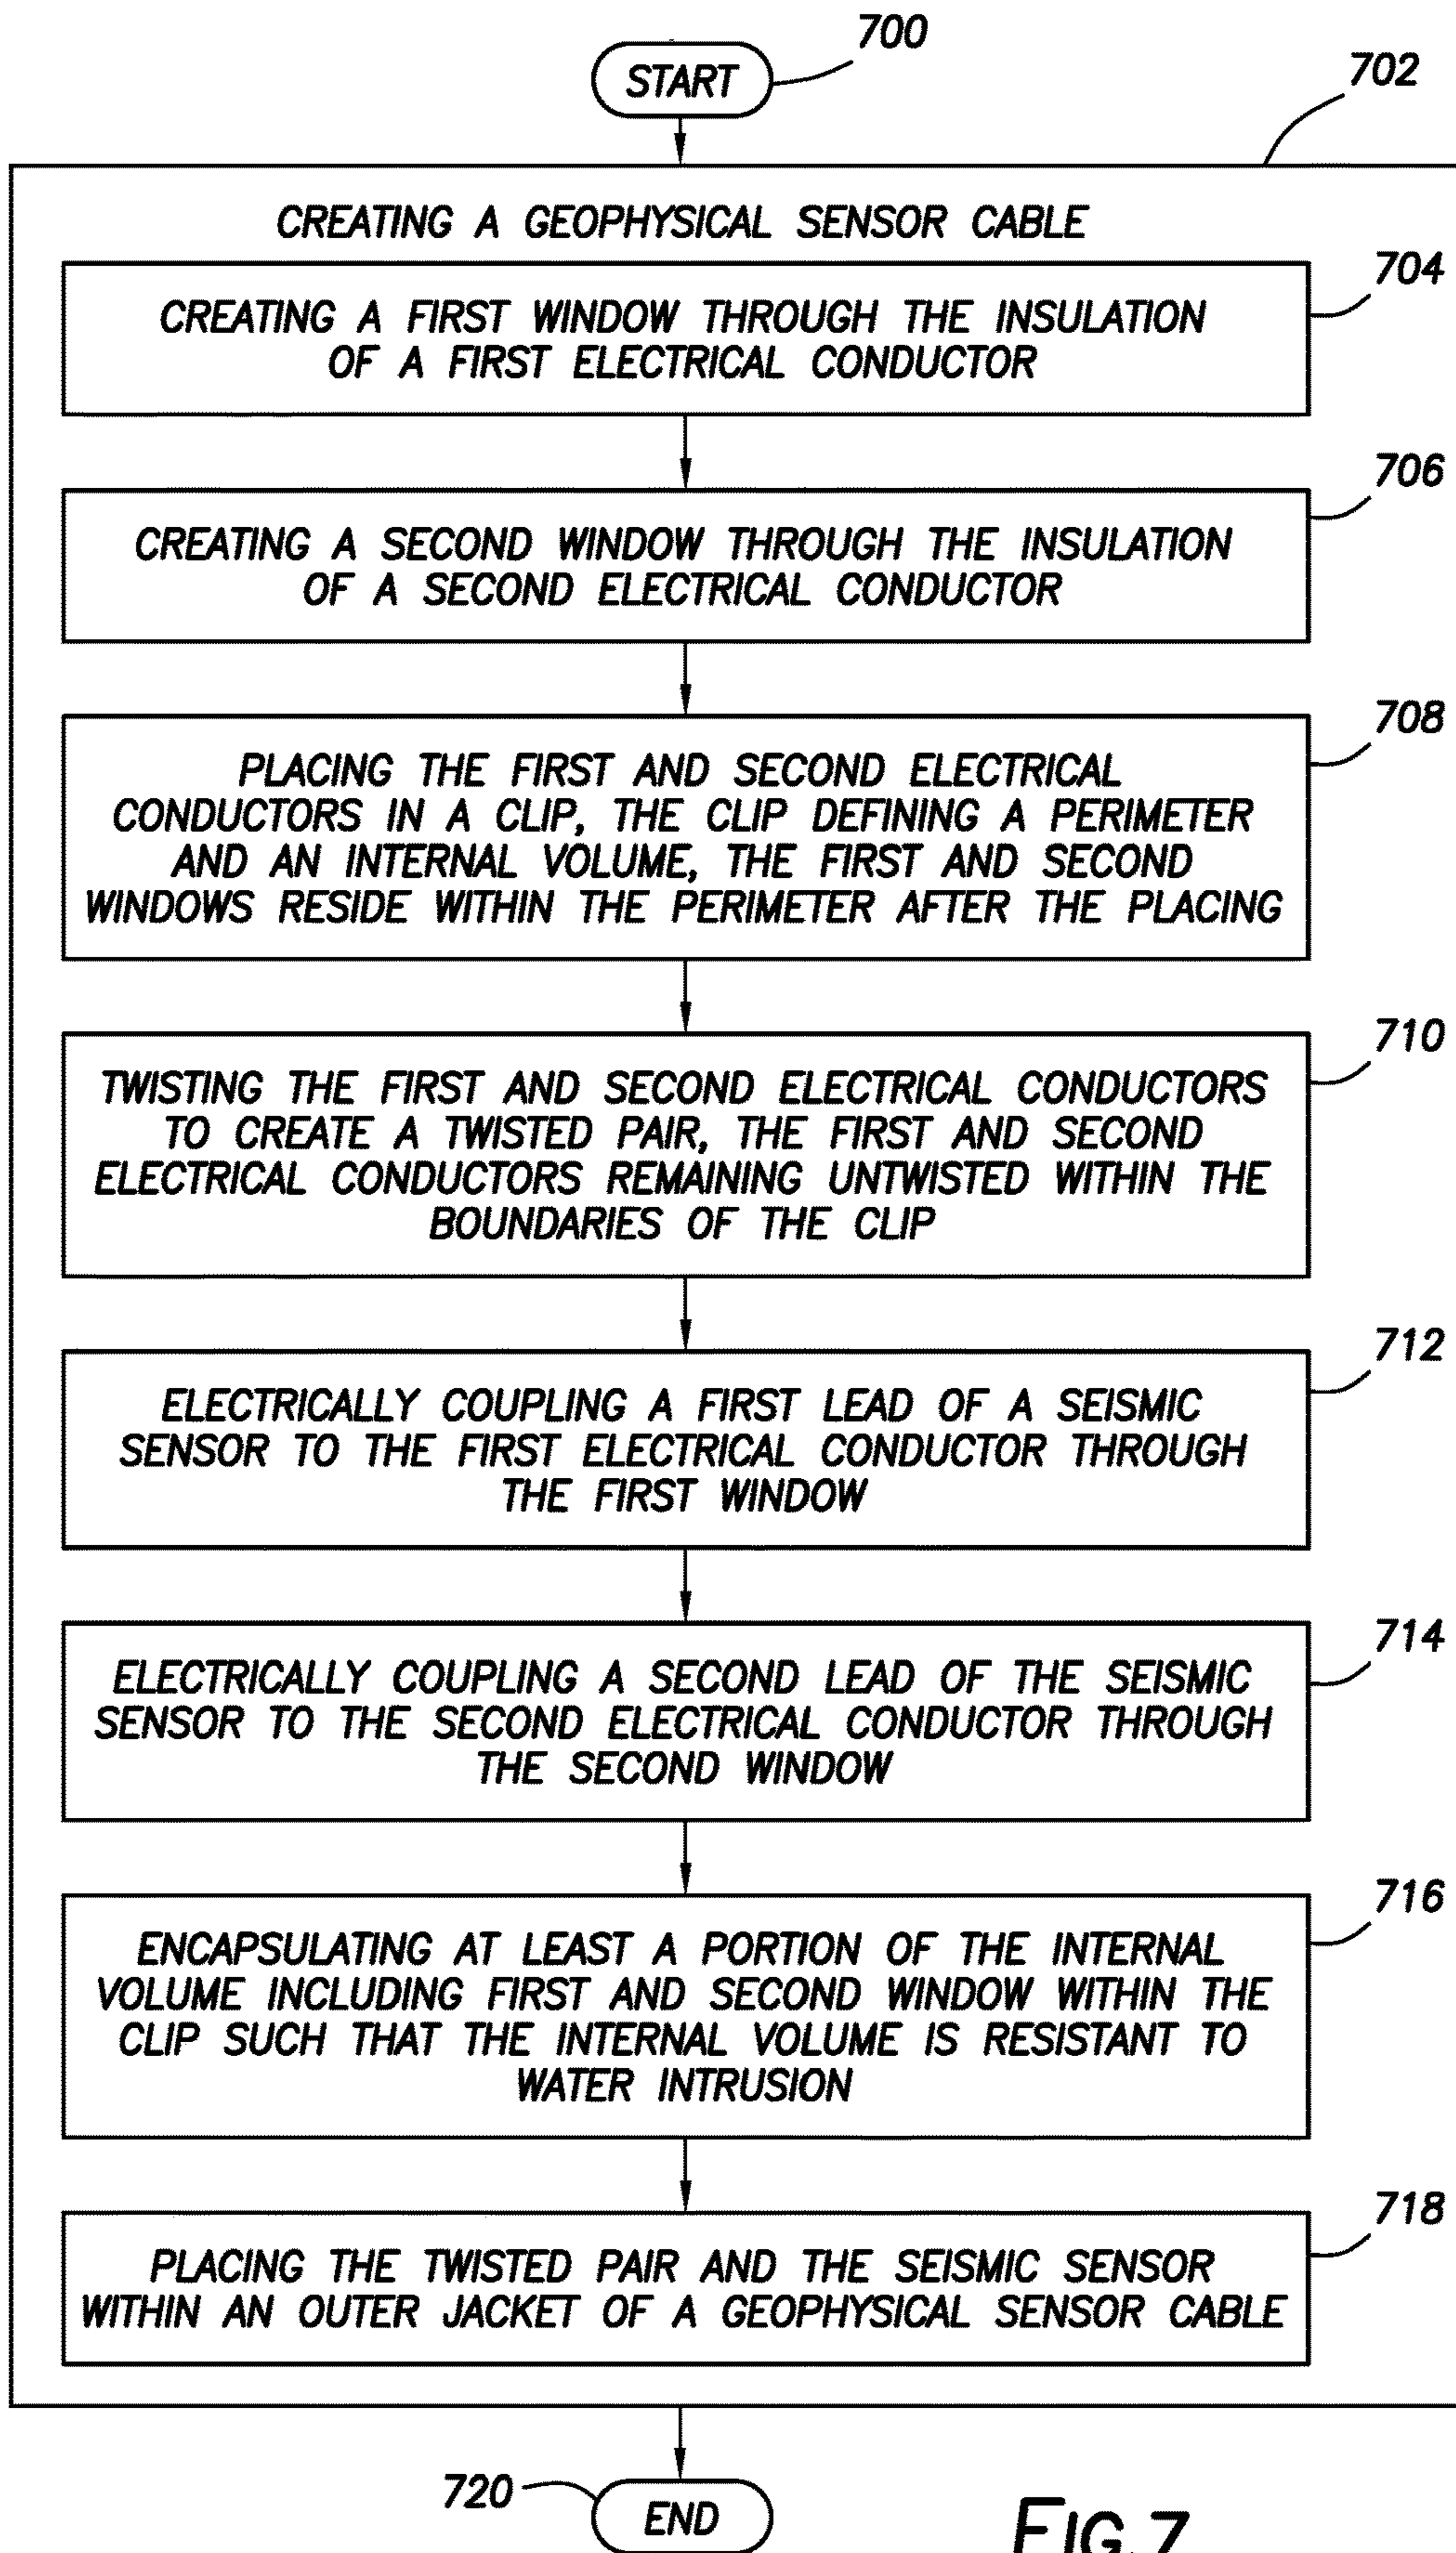 START
700
702
CREATING A GEOPHYSICAL SENSOR CABLE
704
CREATING A FIRST WINDOW THROUGH THE INSULATION
OF A FIRST ELECTRICAL CONDUCTOR
706
CREATING A SECOND WINDOW THROUGH THE INSULATION
OF A SECOND ELECTRICAL CONDUCTOR
708
PLACING THE FIRST AND SECOND ELECTRICAL
CONDUCTORS IN A CLIP, THE CLIP DEFINING A PERIMETER
AND AN INTERNAL VOLUME, THE FIRST AND SECOND
WINDOWS RESIDE WITHIN THE PERIMETER AFTER THE PLACING
710
TWISTING THE FIRST AND SECOND ELECTRICAL CONDUCTORS
TO CREATE A TWISTED PAIR, THE FIRST AND SECOND
ELECTRICAL CONDUCTORS REMAINING UNTWISTED WITHIN THE
BOUNDARIES OF THE CLIP
712
ELECTRICALLY COUPLING A FIRST LEAD OF A SEISMIC
SENSOR TO THE FIRST ELECTRICAL CONDUCTOR THROUGH
THE FIRST WINDOW
714
ELECTRICALLY COUPLING A SECOND LEAD OF THE SEISMIC
SENSOR TO THE SECOND ELECTRICAL CONDUCTOR THROUGH
THE SECOND WINDOW
716
ENCAPSULATING AT LEAST A PORTION OF THE INTERNAL
VOLUME INCLUDING FIRST AND SECOND WINDOW WITHIN THE
CLIP SUCH THAT THE INTERNAL VOLUME IS RESISTANT TO
WATER INTRUSION
718
PLACING THE TWISTED PAIR AND THE SEISMIC SENSOR
WITHIN AN OUTER JACKET OF A GEOPHYSICAL SENSOR CABLE
720
END
FIG.7